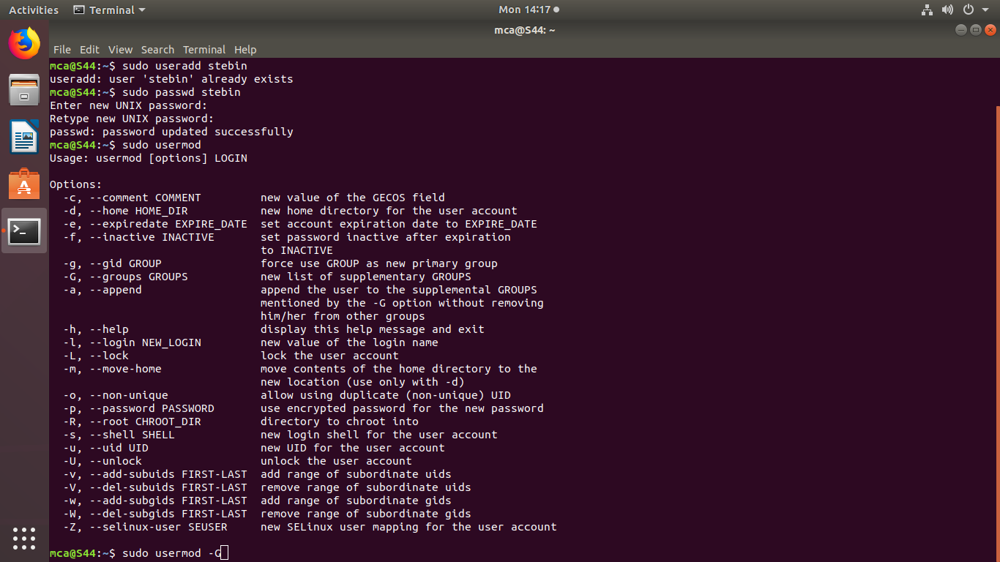 Activities Terminal Mon 14:17
mca@S44: ~
File Edit View Search Terminal Help
mca@S44:~$ sudo useradd stebin
useradd: user 'stebin' already exists
mca@S44:~$ sudo passwd stebin
Enter new UNIX password:
Retype new UNIX password:
passwd: password updated successfully
mca@S44:~$ sudo usermod
Usage: usermod [options] LOGIN

Options:
  -c, --comment COMMENT         new value of the GECOS field
  -d, --home HOME_DIR           new home directory for the user account
  -e, --expiredate EXPIRE_DATE  set account expiration date to EXPIRE_DATE
  -f, --inactive INACTIVE       set password inactive after expiration
                                to INACTIVE
  -g, --gid GROUP               force use GROUP as new primary group
  -G, --groups GROUPS           new list of supplementary GROUPS
  -a, --append                  append the user to the supplemental GROUPS
                                mentioned by the -G option without removing
                                him/her from other groups
  -h, --help                    display this help message and exit
  -l, --login NEW_LOGIN         new value of the login name
  -L, --lock                    lock the user account
  -m, --move-home               move contents of the home directory to the
                                new location (use only with -d)
  -o, --non-unique              allow using duplicate (non-unique) UID
  -p, --password PASSWORD       use encrypted password for the new password
  -R, --root CHROOT_DIR         directory to chroot into
  -s, --shell SHELL             new login shell for the user account
  -u, --uid UID                 new UID for the user account
  -U, --unlock                  unlock the user account
  -v, --add-subuids FIRST-LAST  add range of subordinate uids
  -V, --del-subuids FIRST-LAST  remove range of subordinate uids
  -w, --add-subgids FIRST-LAST  add range of subordinate gids
  -W, --del-subgids FIRST-LAST  remove range of subordinate gids
  -Z, --selinux-user SEUSER     new SELinux user mapping for the user account

mca@S44:~$ sudo usermod -G